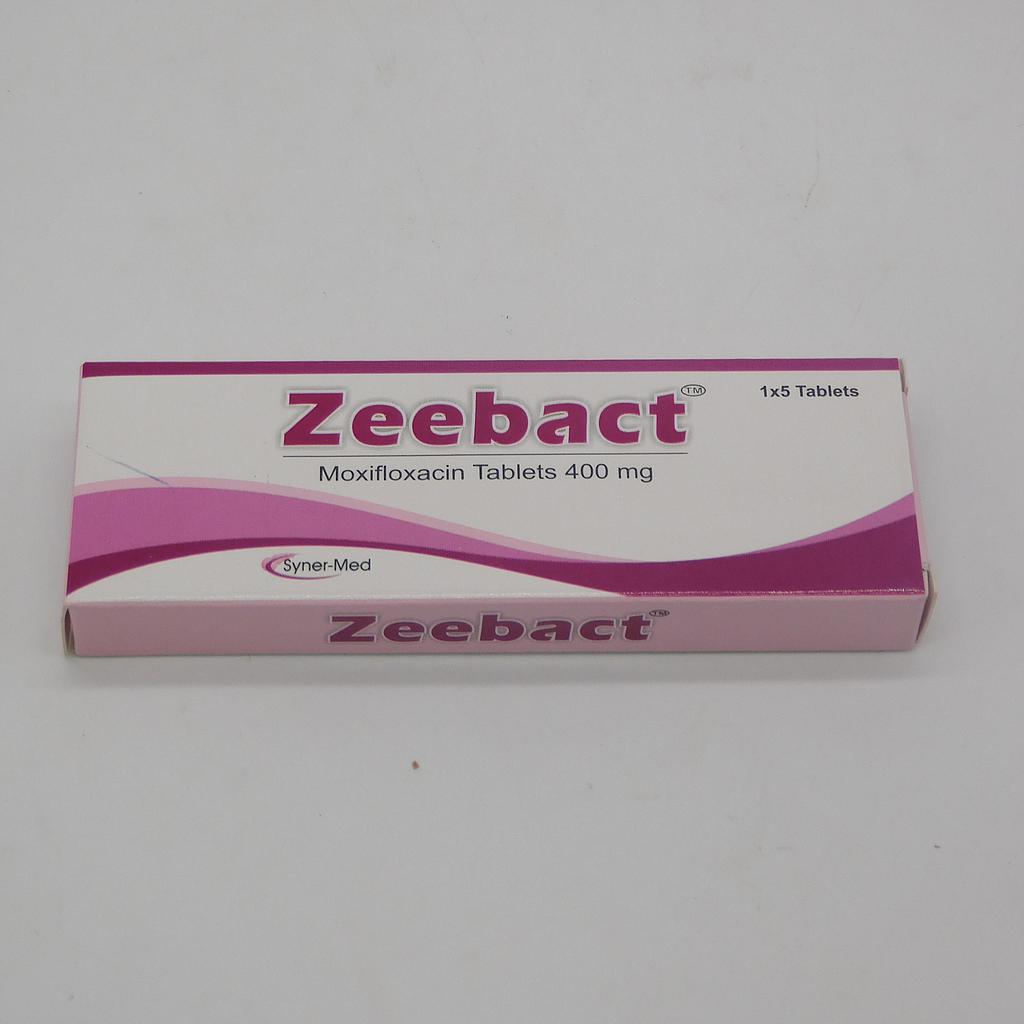 Zeebact™
1x5 Tablets
Moxifloxacin Tablets 400 mg
Syner-Med
Zeebact™